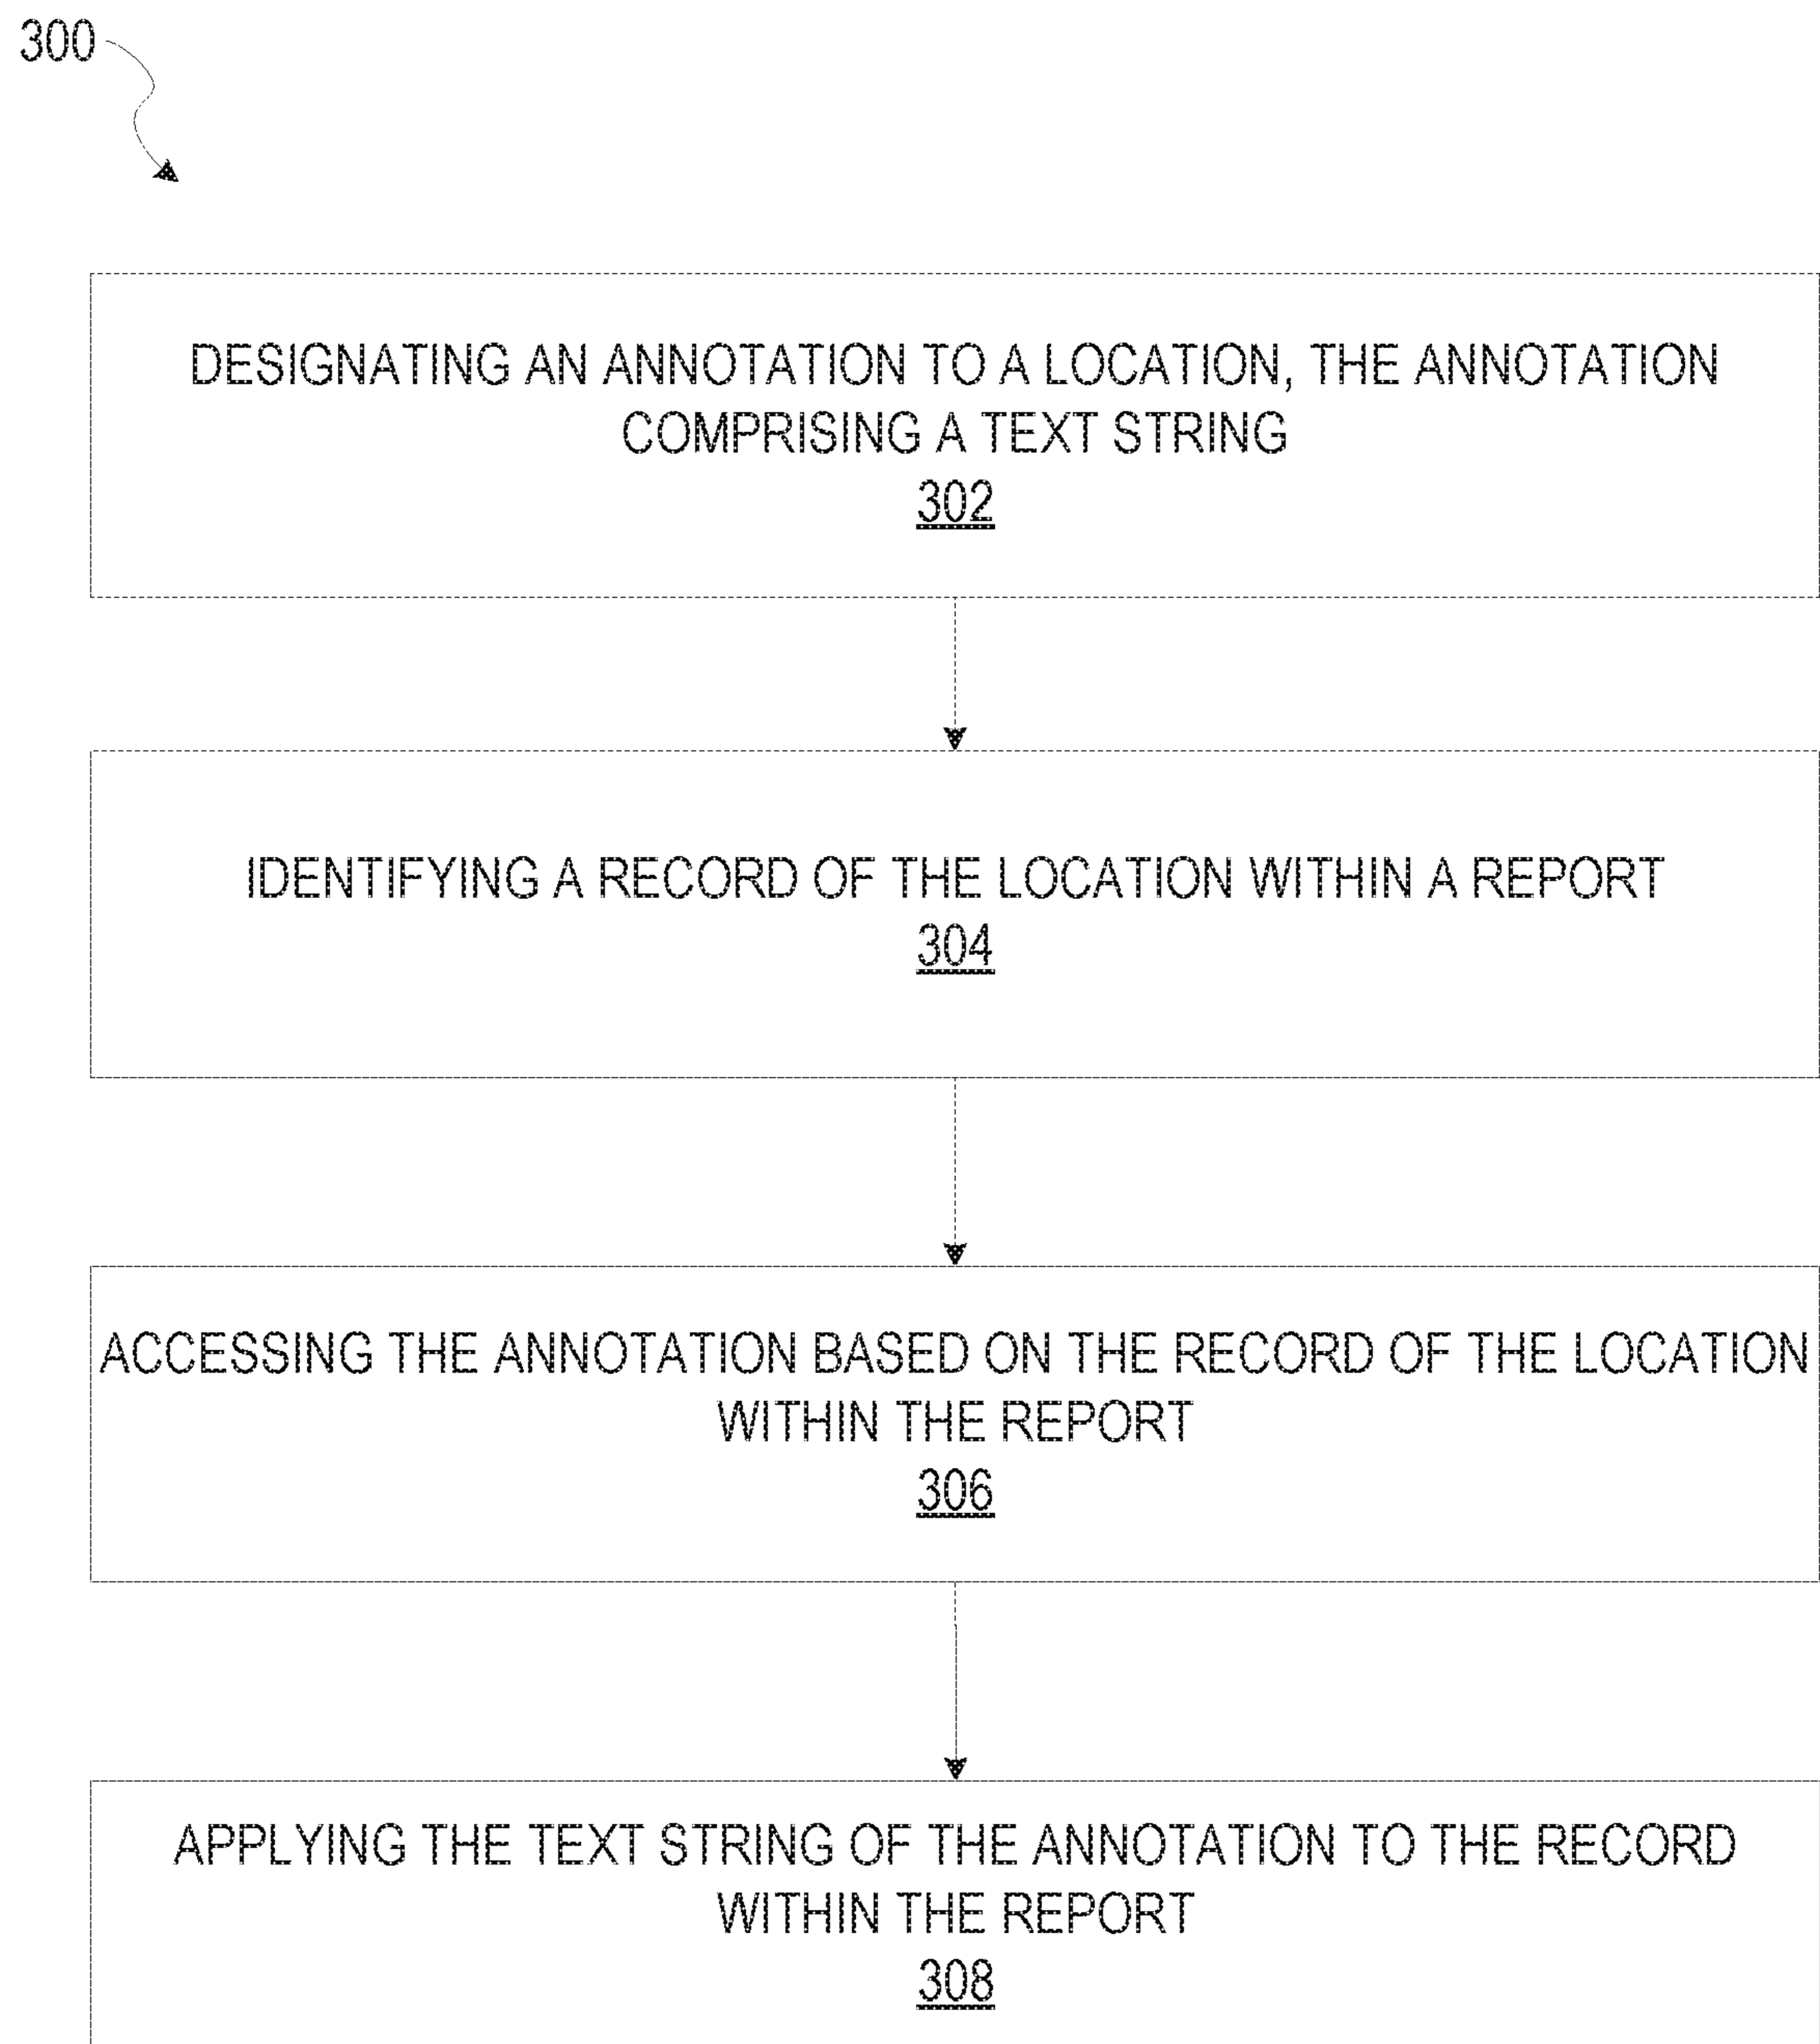 300
DESIGNATING AN ANNOTATION TO A LOCATION, THE ANNOTATION
COMPRISING A TEXT STRING
302
IDENTIFYING A RECORD OF THE LOCATION WITHIN A REPORT
304
ACCESSING THE ANNOTATION BASED ON THE RECORD OF THE LOCATION
WITHIN THE REPORT
306
APPLYING THE TEXT STRING OF THE ANNOTATION TO THE RECORD
WITHIN THE REPORT
308